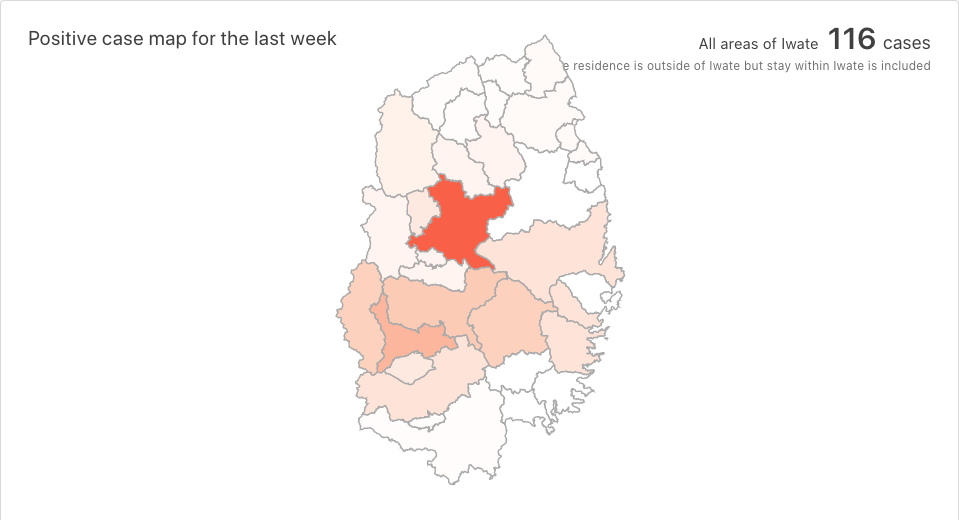 Positive case map for the last week
All areas of Iwate 116 cases
residence is outside of Iwate but stay within Iwate is included